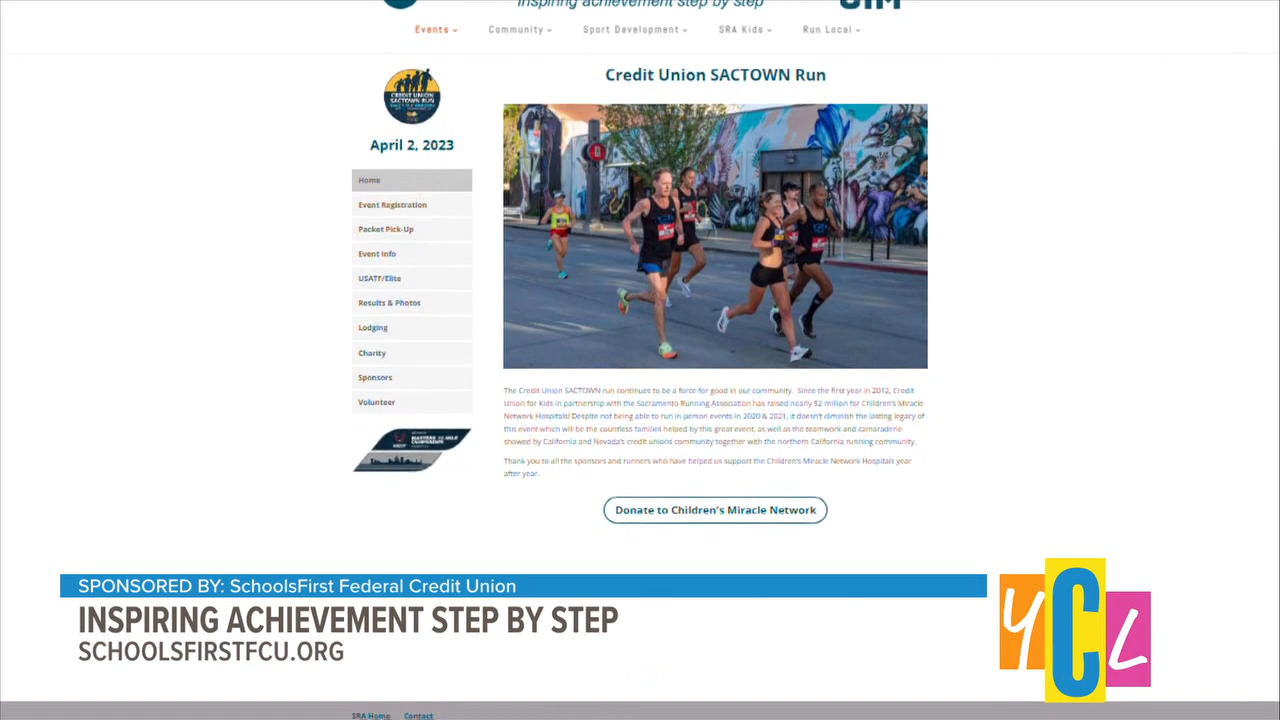 Inspiring achievement step by step
CIM
Events
Community
Sport Development
SRA Kids
Run Local
CREDIT UNION
SACTOWN RUN
April 2, 2023
Home
Event Registration
Packet Pick-Up
Event Info
USATF/Elite
Results & Photos
Lodging
Charity
Sponsors
Volunteer
Credit Union SACTOWN Run
The Credit Union SACTOWN run continues to be a force for good in our community. Since the first year in 2012, Credit
Union for Kids in partnership with the Sacramento Running Association has raised nearly $2 million for Children's Miracle
Network Hospitals! Despite not being able to run in person events in 2020 & 2021, it doesn't diminish the lasting legacy of
this event which will be the countless families helped by this great event, as well as the teamwork and camaraderie
showed by California and Nevada's credit unions community together with the northern California running community.
Thank you to all the sponsors and runners who have helped us support the Children's Miracle Network Hospitals year
after year.
Donate to Children's Miracle Network
SPONSORED BY: SchoolsFirst Federal Credit Union
INSPIRING ACHIEVEMENT STEP BY STEP
SCHOOLSFIRSTFCU.ORG
YCL
SRA Home
Contact